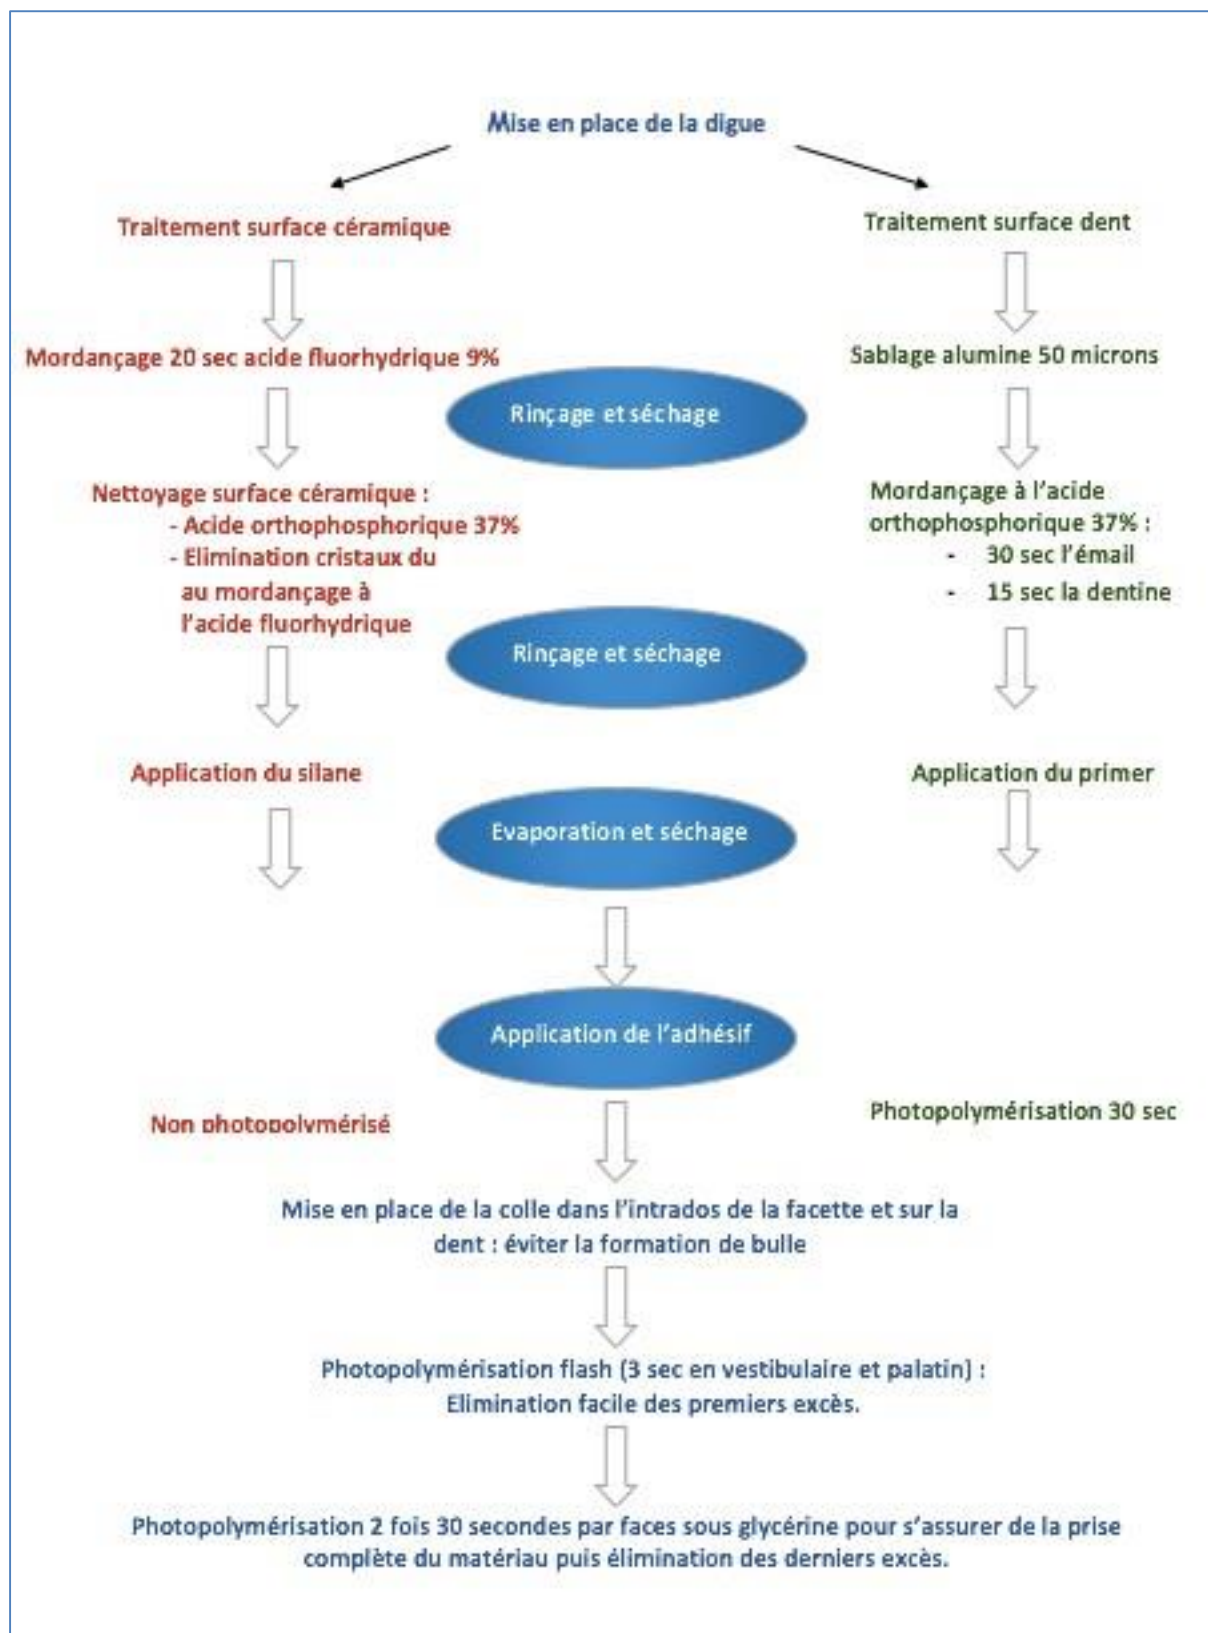 Mise en place de la digue
Traitement surface céramique
Traitement surface dent
Mordançage 20 sec acide fluorhydrique 9%
Sablage alumine 50 microns
Rinçage et séchage
Nettoyage surface céramique :
- Acide orthophosphorique 37%
- Elimination cristaux du
au mordançage à
l'acide fluorhydrique
Mordançage à l'acide
orthophosphorique 37% :
- 30 sec l'émail
- 15 sec la dentine
Rinçage et séchage
Application du silane
Application du primer
Evaporation et séchage
Application de l'adhésif
Non photopolymérisé
Photopolymérisation 30 sec
Mise en place de la colle dans l'intrados de la facette et sur la
dent : éviter la formation de bulle
Photopolymérisation flash (3 sec en vestibulaire et palatin) :
Elimination facile des premiers excès.
Photopolymérisation 2 fois 30 secondes par faces sous glycérine pour s'assurer de la prise
complète du matériau puis élimination des derniers excès.